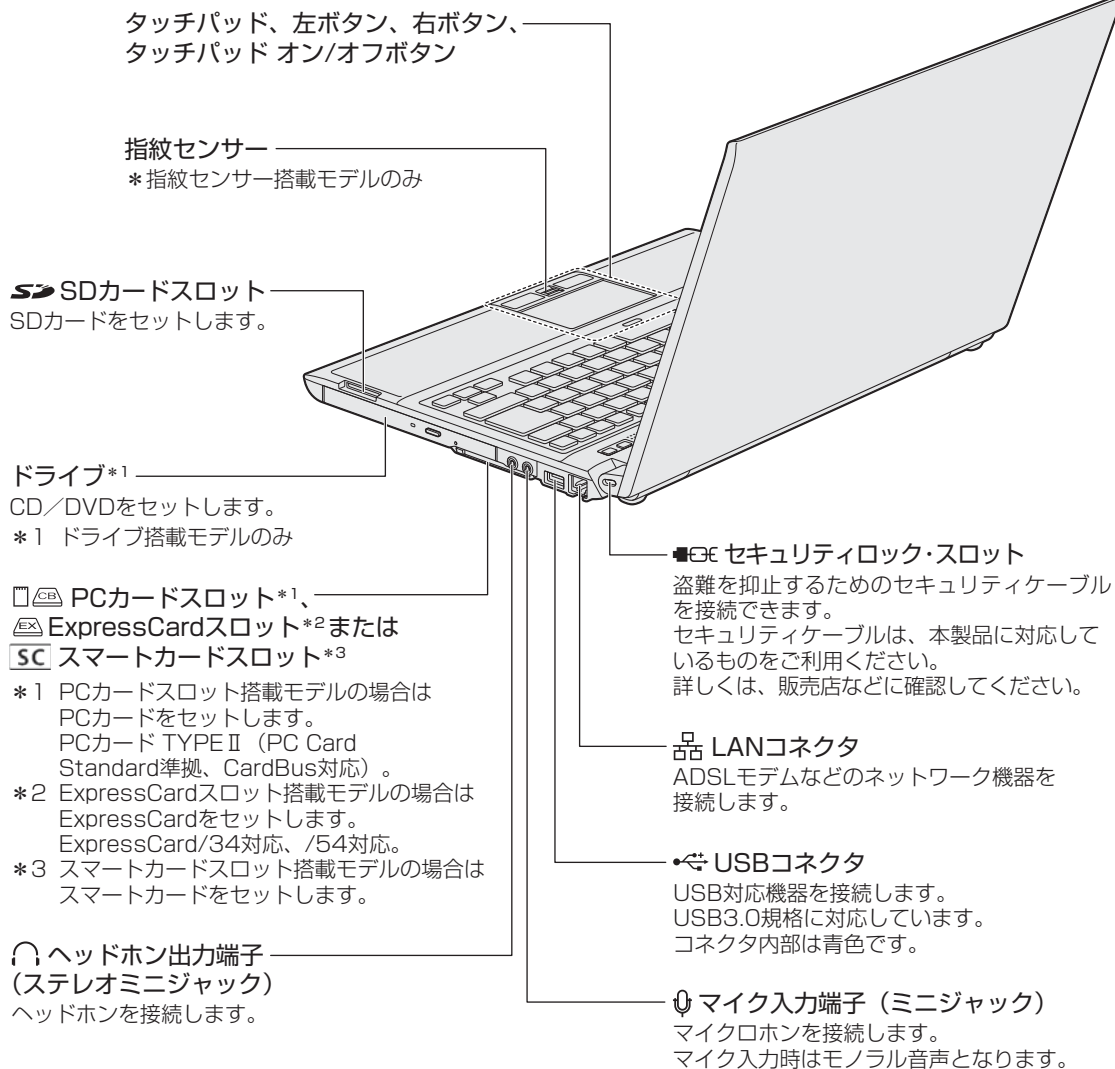 タッチパッド、左ボタン、右ボタン、
タッチパッド オン/オフボタン
指紋センサー
＊指紋センサー搭載モデルのみ
SD SDカードスロット
SDカードをセットします。
ドライブ*1
CD／DVDをセットします。
＊1 ドライブ搭載モデルのみ
CB PCカードスロット*1、
EX ExpressCardスロット*2または
SC スマートカードスロット*3
＊1 PCカードスロット搭載モデルの場合は
PCカードをセットします。
PCカード TYPEⅡ（PC Card
Standard準拠、CardBus対応）。
＊2 ExpressCardスロット搭載モデルの場合は
ExpressCardをセットします。
ExpressCard/34対応、/54対応。
＊3 スマートカードスロット搭載モデルの場合は
スマートカードをセットします。
ヘッドホン出力端子
（ステレオミニジャック）
ヘッドホンを接続します。
セキュリティロック・スロット
盗難を抑止するためのセキュリティケーブル
を接続できます。
セキュリティケーブルは、本製品に対応して
いるものをご利用ください。
詳しくは、販売店などに確認してください。
LANコネクタ
ADSLモデムなどのネットワーク機器を
接続します。
USBコネクタ
USB対応機器を接続します。
USB3.0規格に対応しています。
コネクタ内部は青色です。
マイク入力端子（ミニジャック）
マイクロホンを接続します。
マイク入力時はモノラル音声となります。